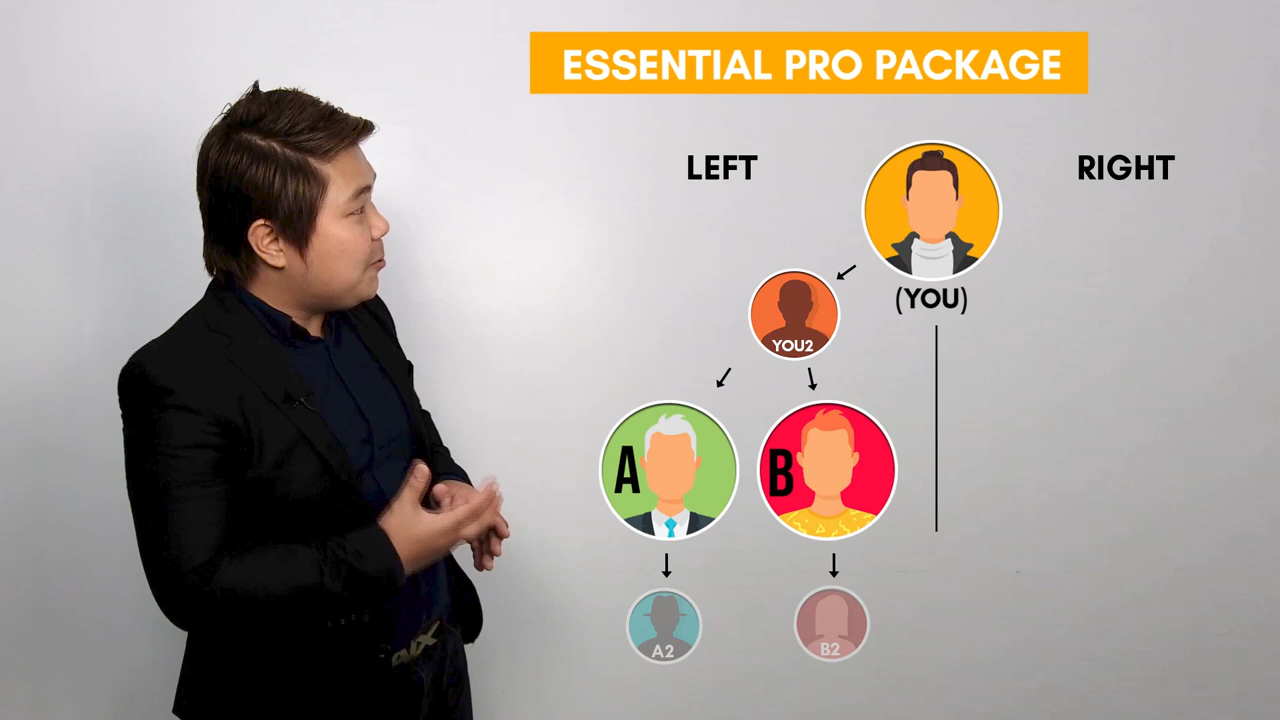 ESSENTIAL PRO PACKAGE
LEFT
RIGHT
(YOU)
YOU2
A
B
A2
B2